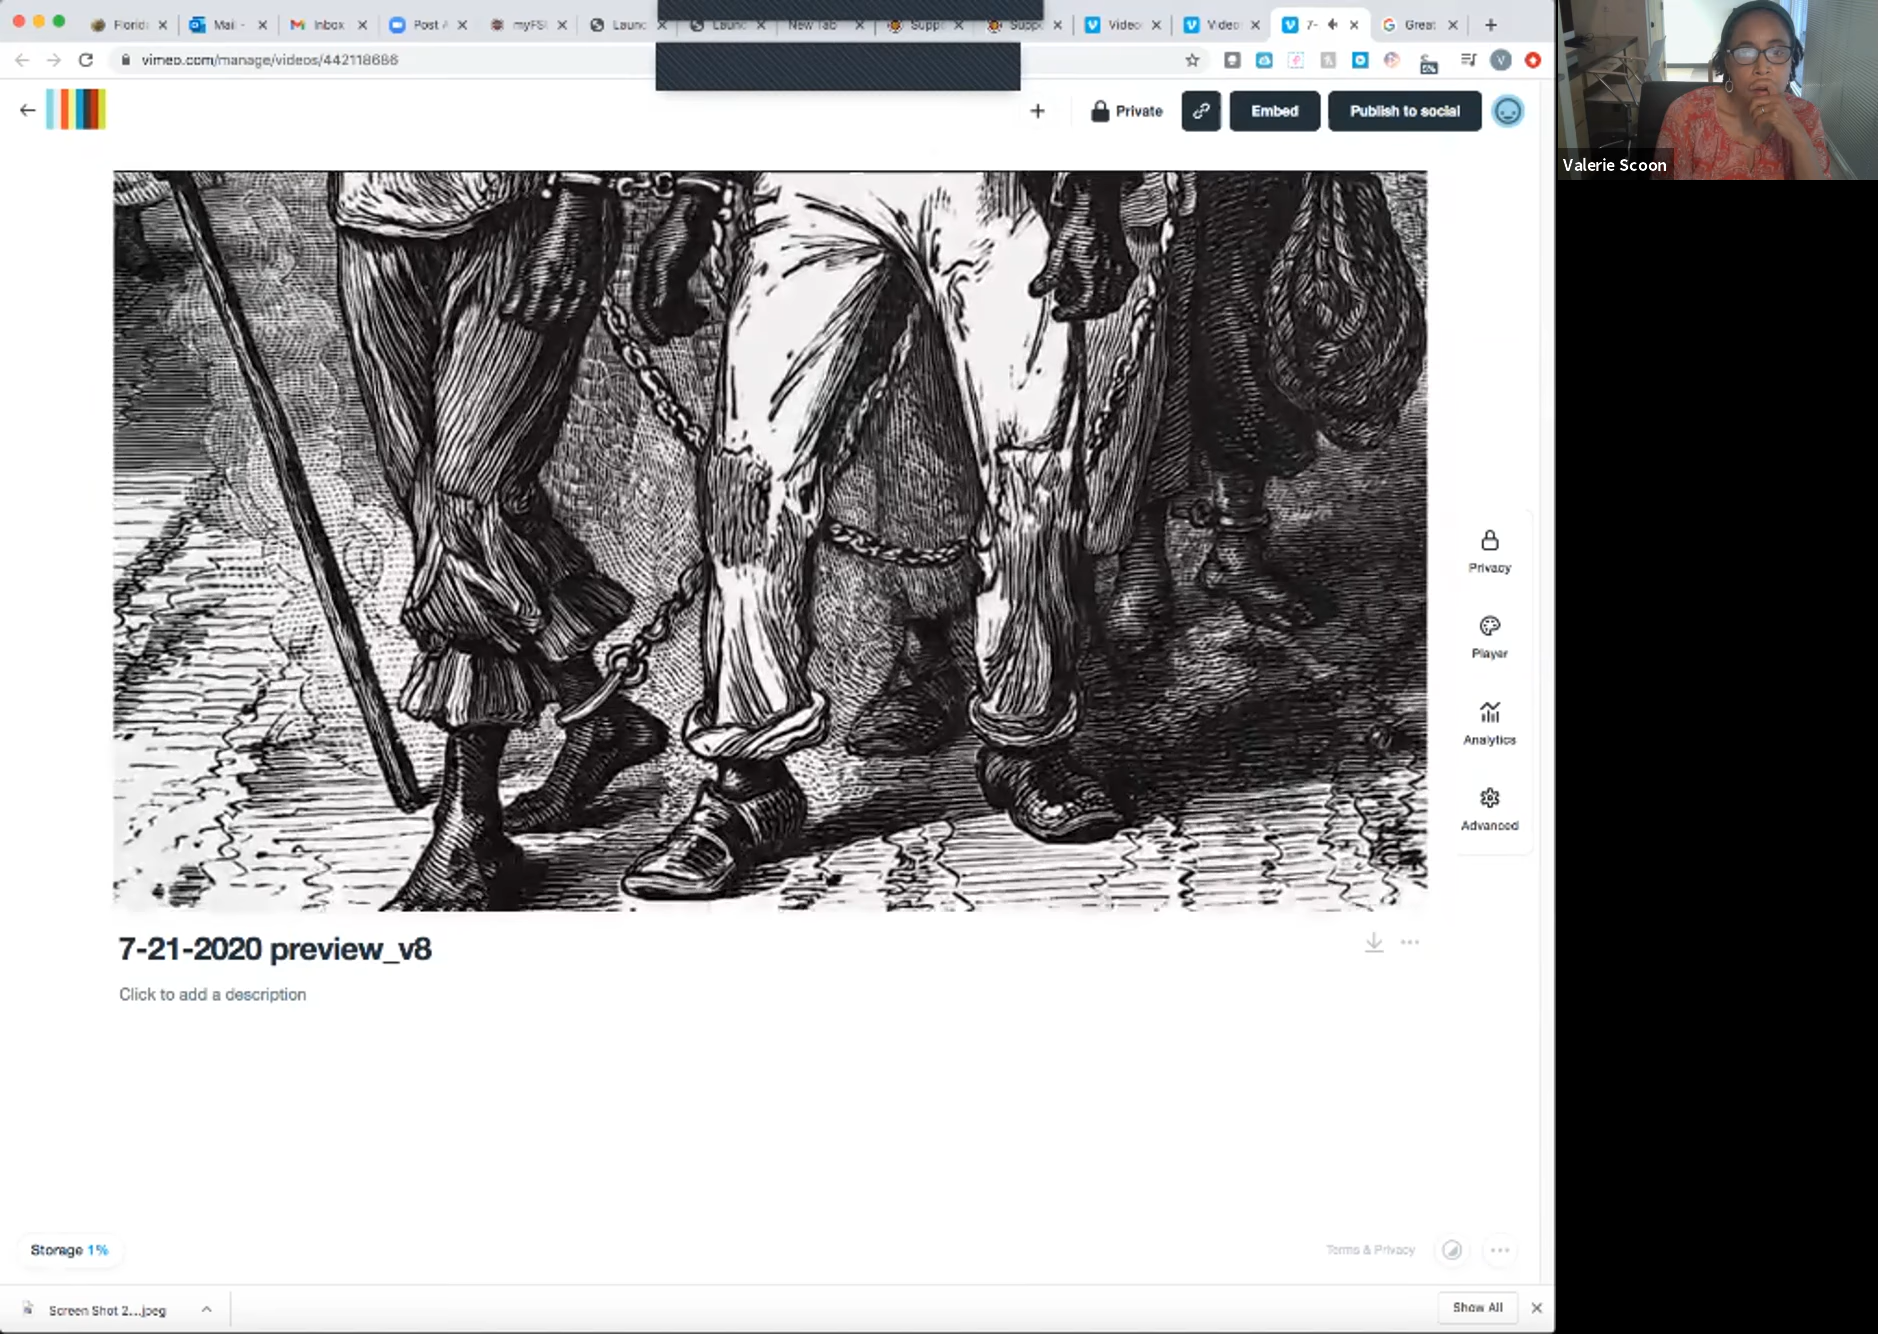 Florid
Mail -
Inbox
Post A
myFS
Launc
Launc
New Tab
Supp
Supp
Video
Video
7-
Great
vimeo.com/manage/videos/442118686
Private
Embed
Publish to social
Valerie Scoon
Privacy
Player
Analytics
Advanced
7-21-2020 preview_v8
Click to add a description
Storage 1%
Terms & Privacy
Screen Shot 2....jpeg
Show All